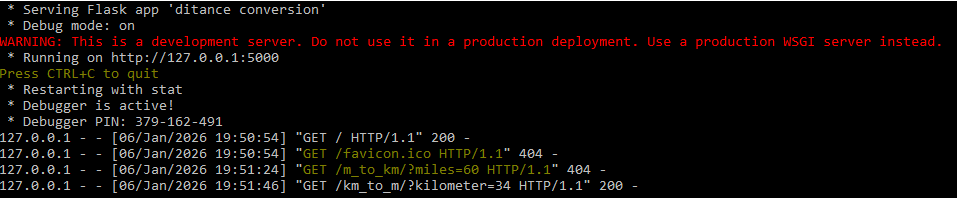 * Serving Flask app 'ditance conversion'
* Debug mode: on
WARNING: This is a development server. Do not use it in a production deployment. Use a production WSGI server instead.
* Running on http://127.0.0.1:5000
Press CTRL+C to quit
* Restarting with stat
* Debugger is active!
* Debugger PIN: 379-162-491
127.0.0.1 - - [06/Jan/2026 19:50:54] "GET / HTTP/1.1" 200 -
127.0.0.1 - - [06/Jan/2026 19:50:54] "GET /favicon.ico HTTP/1.1" 404 -
127.0.0.1 - - [06/Jan/2026 19:51:24] "GET /m_to_km/?miles=60 HTTP/1.1" 404 -
127.0.0.1 - - [06/Jan/2026 19:51:46] "GET /km_to_m/?kilometer=34 HTTP/1.1" 200 -